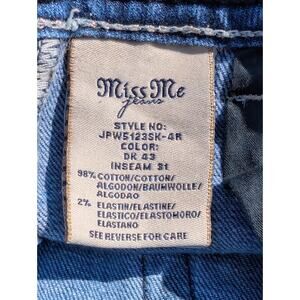 Miss Me
jeans
STYLE NO:
JPW5123SK-4R
COLOR:
DK 43
INSEAM 31
98% COTTON/COTTON/
ALGODON/BAUMWOLLE/
ALGODAO
2% ELASTIN/ELASTINE/
ELASTICO/ELASTOMORO/
ELASTANO
SEE REVERSE FOR CARE